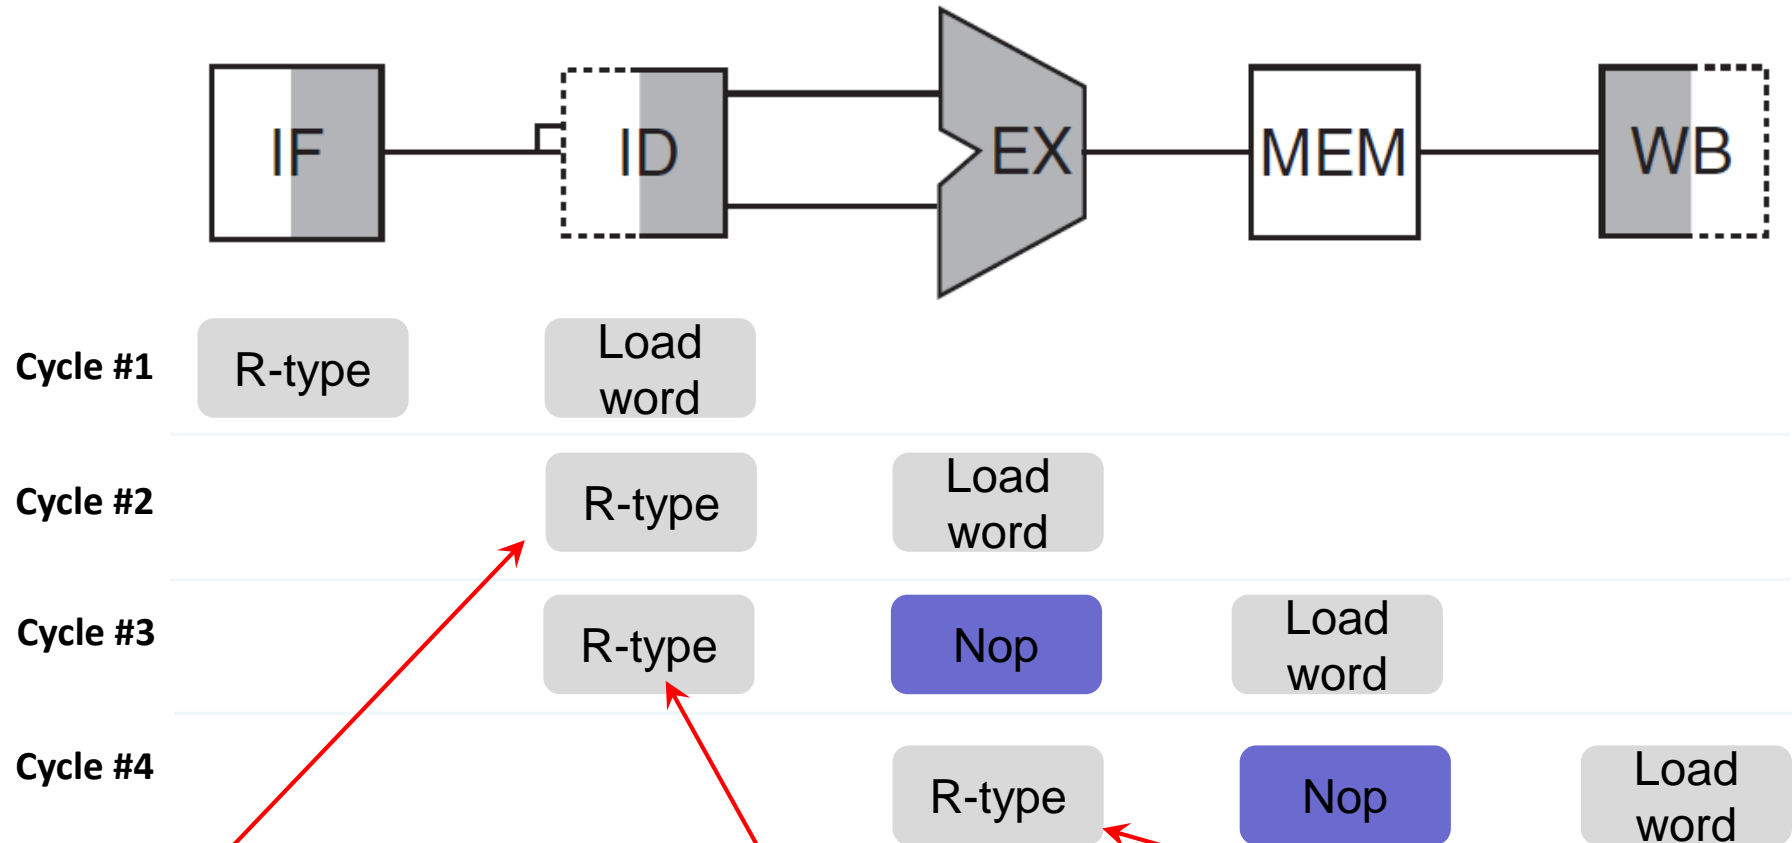 IF
ID
EX
MEM
WB
Cycle #1
R-type
Load
word
Cycle #2
R-type
Load
word
Cycle #3
R-type
Nop
Load
word
Cycle #4
R-type
Nop
Load
word